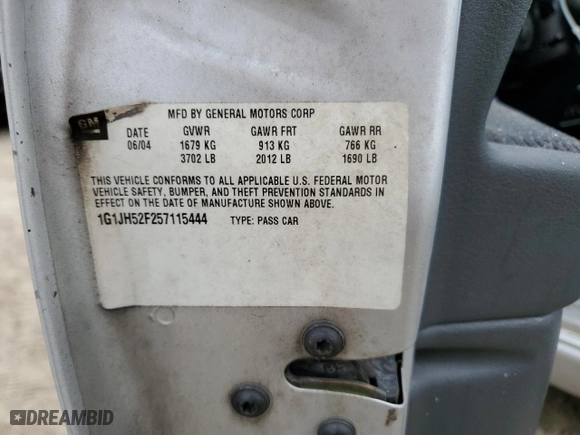 GM
MFD BY GENERAL MOTORS CORP
DATE GVWR GAWR FRT GAWR RR
06/04 1679 KG 913 KG 766 KG
3702 LB 2012 LB 1690 LB
THIS VEHICLE CONFORMS TO ALL APPLICABLE U.S. FEDERAL MOTOR
VEHICLE SAFETY, BUMPER, AND THEFT PREVENTION STANDARDS IN
EFFECT ON THE DATE OF MANUFACTURE SHOWN ABOVE.
1G1JH52F257115444 TYPE: PASS CAR
DREAMBID